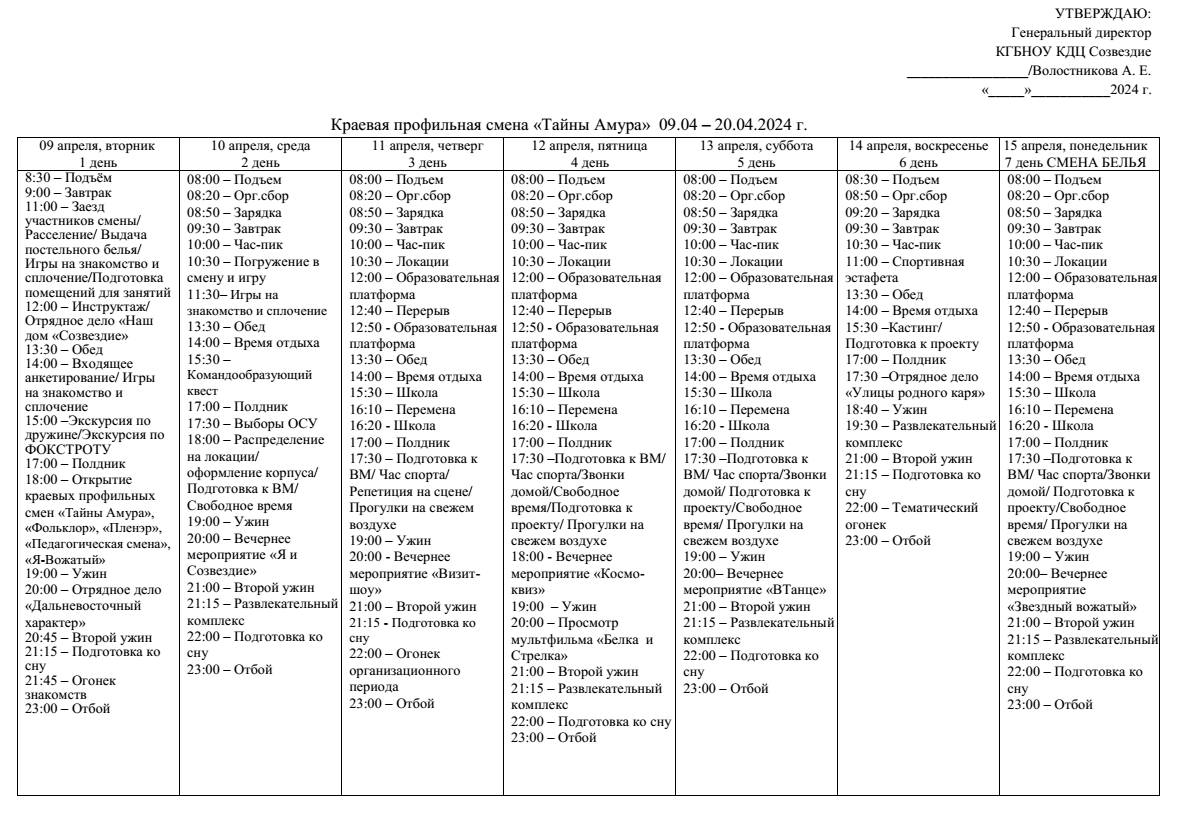 УТВЕРЖДАЮ:
Генеральный директор
КГБНОУ КДЦ Созвездие
_________________/Волостникова А. Е.
«_____»___________2024 г.
Краевая профильная смена «Тайны Амура» 09.04 – 20.04.2024 г.
09 апреля, вторник
1 день
8:30 – Подъём
9:00 – Завтрак
11:00 – Заезд
участников смены/
Расселение/ Выдача
постельного белья/
Игры на знакомство и
сплочение/Подготовка
помещений для занятий
12:00 – Инструктаж/
Отрядное дело «Наш
дом «Созвездие»
13:30 – Обед
14:00 – Входящее
анкетирование/ Игры
на знакомство и
сплочение
15:00 –Экскурсия по
дружине/Экскурсия по
ФОКСТРОТУ
17:00 – Полдник
18:00 – Открытие
краевых профильных
смен «Тайны Амура»,
«Фольклор», «Пленэр»,
«Педагогическая смена»,
«Я-Вожатый»
19:00 – Ужин
20:00 – Отрядное дело
«Дальневосточный
характер»
20:45 – Второй ужин
21:15 – Подготовка ко
сну
21:45 – Огонек
знакомств
23:00 – Отбой
10 апреля, среда
2 день
08:00 – Подъем
08:20 – Орг.сбор
08:50 – Зарядка
09:30 – Завтрак
10:00 – Час-пик
10:30 – Погружение в
смену и игру
11:30– Игры на
знакомство и сплочение
13:30 – Обед
14:00 – Время отдыха
15:30 –
Командообразующий
квест
17:00 – Полдник
17:30 – Выборы ОСУ
18:00 – Распределение
на локации/
оформление корпуса/
Подготовка к ВМ/
Свободное время
19:00 – Ужин
20:00 – Вечернее
мероприятие «Я и
Созвездие»
21:00 – Второй ужин
21:15 – Развлекательный
комплекс
22:00 – Подготовка ко
сну
23:00 – Отбой
11 апреля, четверг
3 день
08:00 – Подъем
08:20 – Орг.сбор
08:50 – Зарядка
09:30 – Завтрак
10:00 – Час-пик
10:30 – Локации
12:00 – Образовательная
платформа
12:40 – Перерыв
12:50 - Образовательная
платформа
13:30 – Обед
14:00 – Время отдыха
15:30 – Школа
16:10 – Перемена
16:20 - Школа
17:00 – Полдник
17:30 – Подготовка к
ВМ/ Час спорта/
Репетиция на сцене/
Прогулки на свежем
воздухе
19:00 – Ужин
20:00 - Вечернее
мероприятие «Визит-
шоу»
21:00 – Второй ужин
21:15 - Подготовка ко
сну
22:00 – Огонек
организационного
периода
23:00 – Отбой
12 апреля, пятница
4 день
08:00 – Подъем
08:20 – Орг.сбор
08:50 – Зарядка
09:30 – Завтрак
10:00 – Час-пик
10:30 – Локации
12:00 – Образовательная
платформа
12:40 – Перерыв
12:50 - Образовательная
платформа
13:30 – Обед
14:00 – Время отдыха
15:30 – Школа
16:10 – Перемена
16:20 - Школа
17:00 – Полдник
17:30 –Подготовка к ВМ/
Час спорта/Звонки
домой/Свободное
время/Подготовка к
проекту/ Прогулки на
свежем воздухе
18:00 - Вечернее
мероприятие «Космо-
квиз»
19:00 – Ужин
20:00 – Просмотр
мультфильма «Белка и
Стрелка»
21:00 – Второй ужин
21:15 – Развлекательный
комплекс
22:00 – Подготовка ко сну
23:00 – Отбой
13 апреля, суббота
5 день
08:00 – Подъем
08:20 – Орг.сбор
08:50 – Зарядка
09:30 – Завтрак
10:00 – Час-пик
10:30 – Локации
12:00 – Образовательная
платформа
12:40 – Перерыв
12:50 - Образовательная
платформа
13:30 – Обед
14:00 – Время отдыха
15:30 – Школа
16:10 – Перемена
16:20 - Школа
17:00 – Полдник
17:30 –Подготовка к
ВМ/ Час спорта/Звонки
домой/ Подготовка к
проекту/Свободное
время/ Прогулки на
свежем воздухе
19:00 – Ужин
20:00– Вечернее
мероприятие «ВТанце»
21:00 – Второй ужин
21:15 – Развлекательный
комплекс
22:00 – Подготовка ко
сну
23:00 – Отбой
14 апреля, воскресенье
6 день
08:30 – Подъем
08:50 – Орг.сбор
09:20 – Зарядка
09:30 – Завтрак
10:30 – Час-пик
11:00 – Спортивная
эстафета
13:30 – Обед
14:00 – Время отдыха
15:30 –Кастинг/
Подготовка к проекту
17:00 – Полдник
17:30 –Отрядное дело
«Улицы родного каря»
18:40 – Ужин
19:30 – Развлекательный
комплекс
21:00 – Второй ужин
21:15 – Подготовка ко
сну
22:00 – Тематический
огонек
23:00 – Отбой
15 апреля, понедельник
7 день СМЕНА БЕЛЬЯ
08:00 – Подъем
08:20 – Орг.сбор
08:50 – Зарядка
09:30 – Завтрак
10:00 – Час-пик
10:30 – Локации
12:00 – Образовательная
платформа
12:40 – Перерыв
12:50 - Образовательная
платформа
13:30 – Обед
14:00 – Время отдыха
15:30 – Школа
16:10 – Перемена
16:20 - Школа
17:00 – Полдник
17:30 –Подготовка к
ВМ/ Час спорта/Звонки
домой/ Подготовка к
проекту/Свободное
время/ Прогулки на
свежем воздухе
19:00 – Ужин
20:00– Вечернее
мероприятие
«Звездный вожатый»
21:00 – Второй ужин
21:15 – Развлекательный
комплекс
22:00 – Подготовка ко
сну
23:00 – Отбой